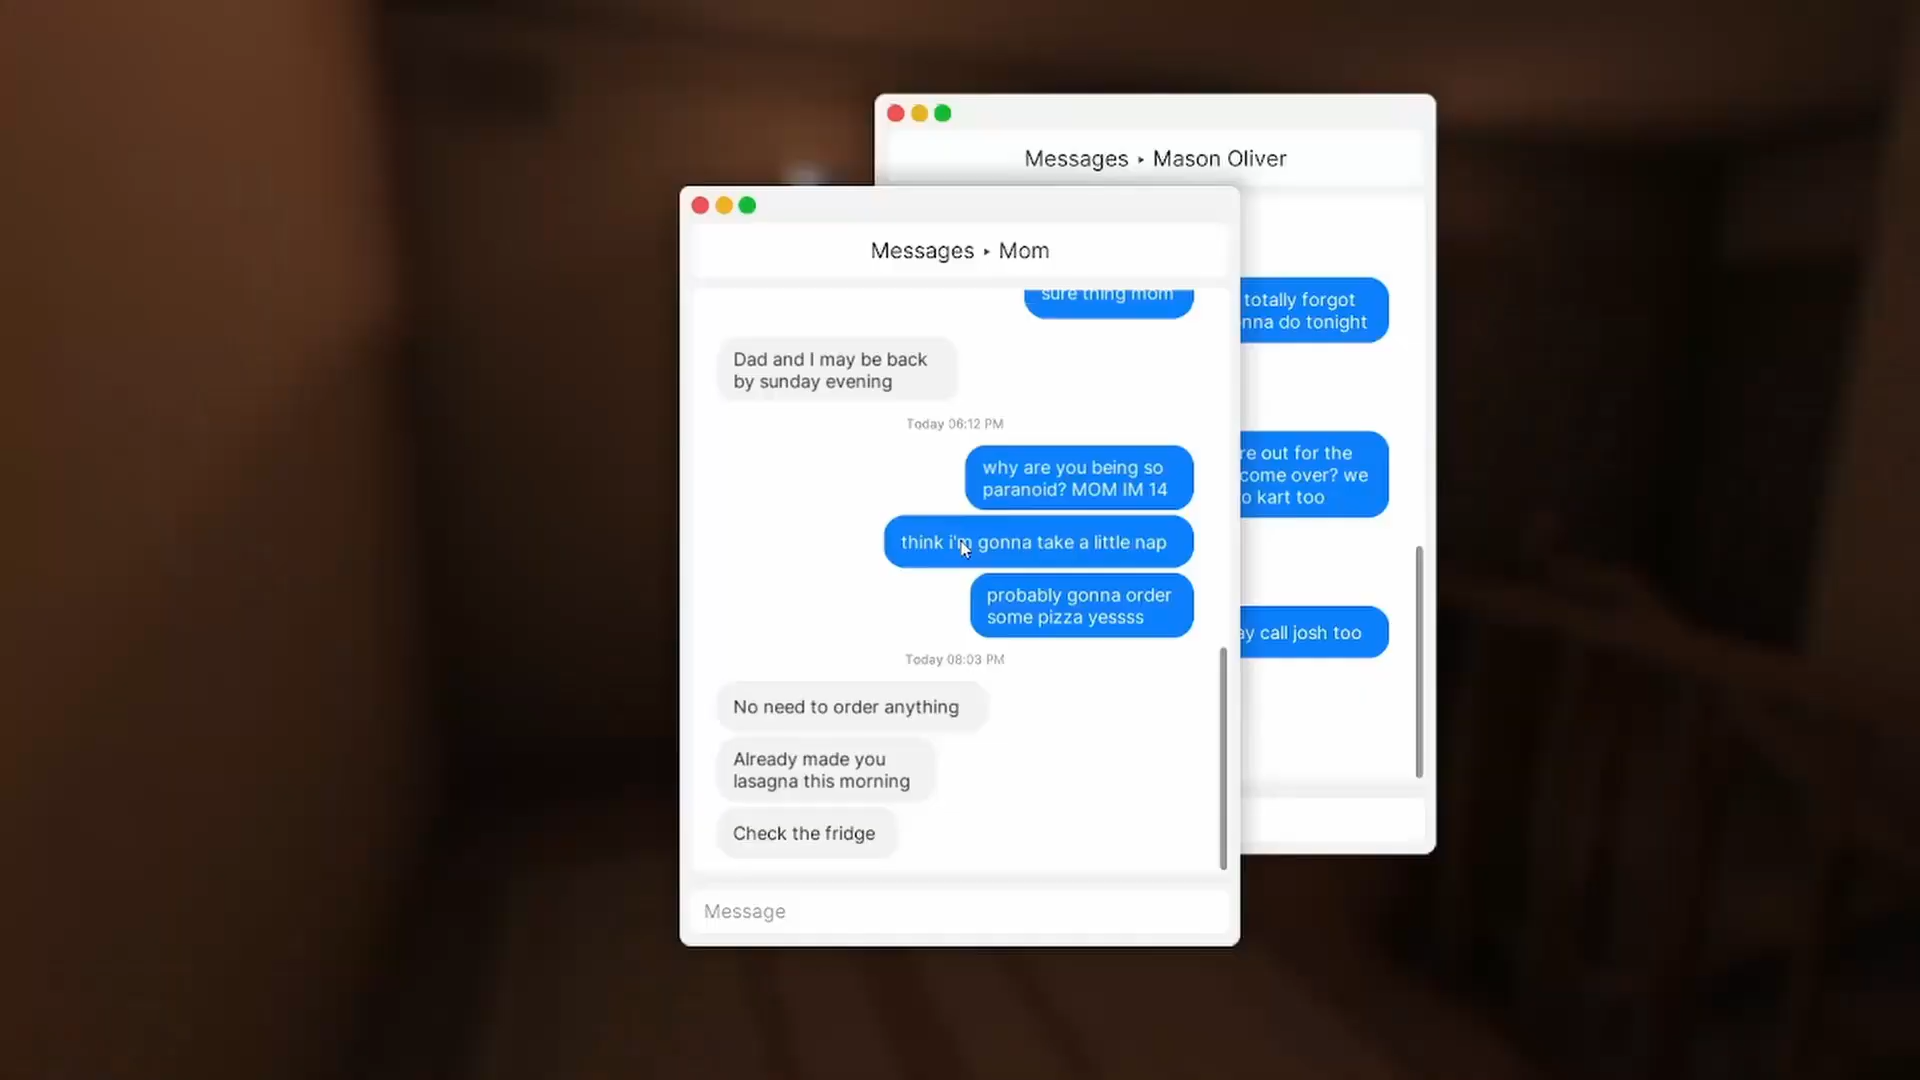 Messages ‣ Mason Oliver
Messages ‣ Mom
sure thing mom
Dad and I may be back
by sunday evening
Today 06:12 PM
why are you being so
paranoid? MOM IM 14
think i'm gonna take a little nap
probably gonna order
some pizza yessss
Today 08:03 PM
No need to order anything
Already made you
lasagna this morning
Check the fridge
Message
totally forgot
do tonight
out for the
come over? we
kart too
call josh too